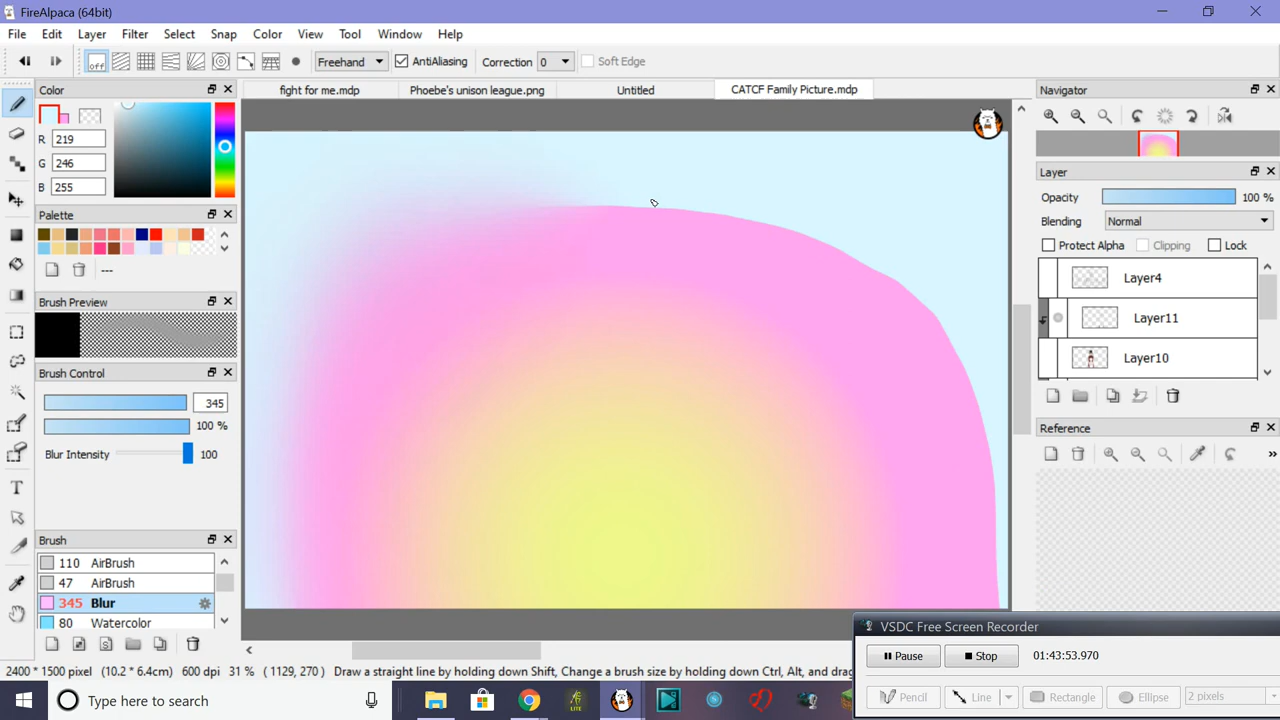 FireAlpaca (64bit)
File Edit Layer Filter Select Snap Color View Tool Window Help
off Freehand AntiAliasing Correction 0 Soft Edge
Color
R 219
G 246
B 255
Palette
---
Brush Preview
Brush Control
345
100 %
Blur Intensity 100
Brush
110 AirBrush
47 AirBrush
345 Blur
80 Watercolor
fight for me.mdp Phoebe's unison league.png Untitled CATCF Family Picture.mdp
Navigator
Layer
Opacity 100 %
Blending Normal
Protect Alpha Clipping Lock
Layer4
Layer11
Layer10
Reference
»
VSDC Free Screen Recorder
Pause Stop 01:43:53.970
Pencil Line Rectangle Ellipse 2 pixels
2400 * 1500 pixel (10.2 * 6.4cm) 600 dpi 31 % (1129, 270) Draw a straight line by holding down Shift, Change a brush size by holding down Ctrl, Alt, and drag
Type here to search
LITE